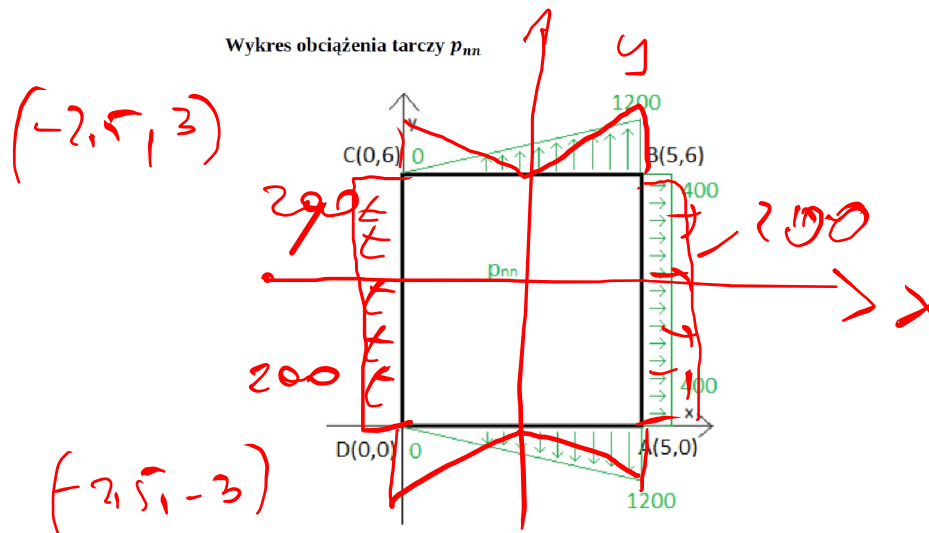 Wykres obciążenia tarczy pnn
y
1200
(-2,5, 3)
y
C(0,6) 0
B(5,6)
400
200
200
pnn
x
200
400
x
D(0,0) 0
A(5,0)
(-2,5, -3)
1200